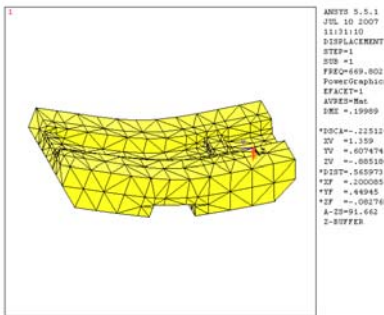 1
ANSYS 5.5.1
JUL 10 2007
11:31:10
DISPLACEMENT
STEP=1
SUB =1
FREQ=669.802
PowerGraphics
EFACET=1
AVRES=Mat
DMX =.19989
*DSCA=-.22512
XV =1.359
YV =.607474
ZV =-.88518
*DIST=.565973
*XF =.200085
*YF =.44945
*ZF =-.08276
A-ZS=91.662
Z-BUFFER